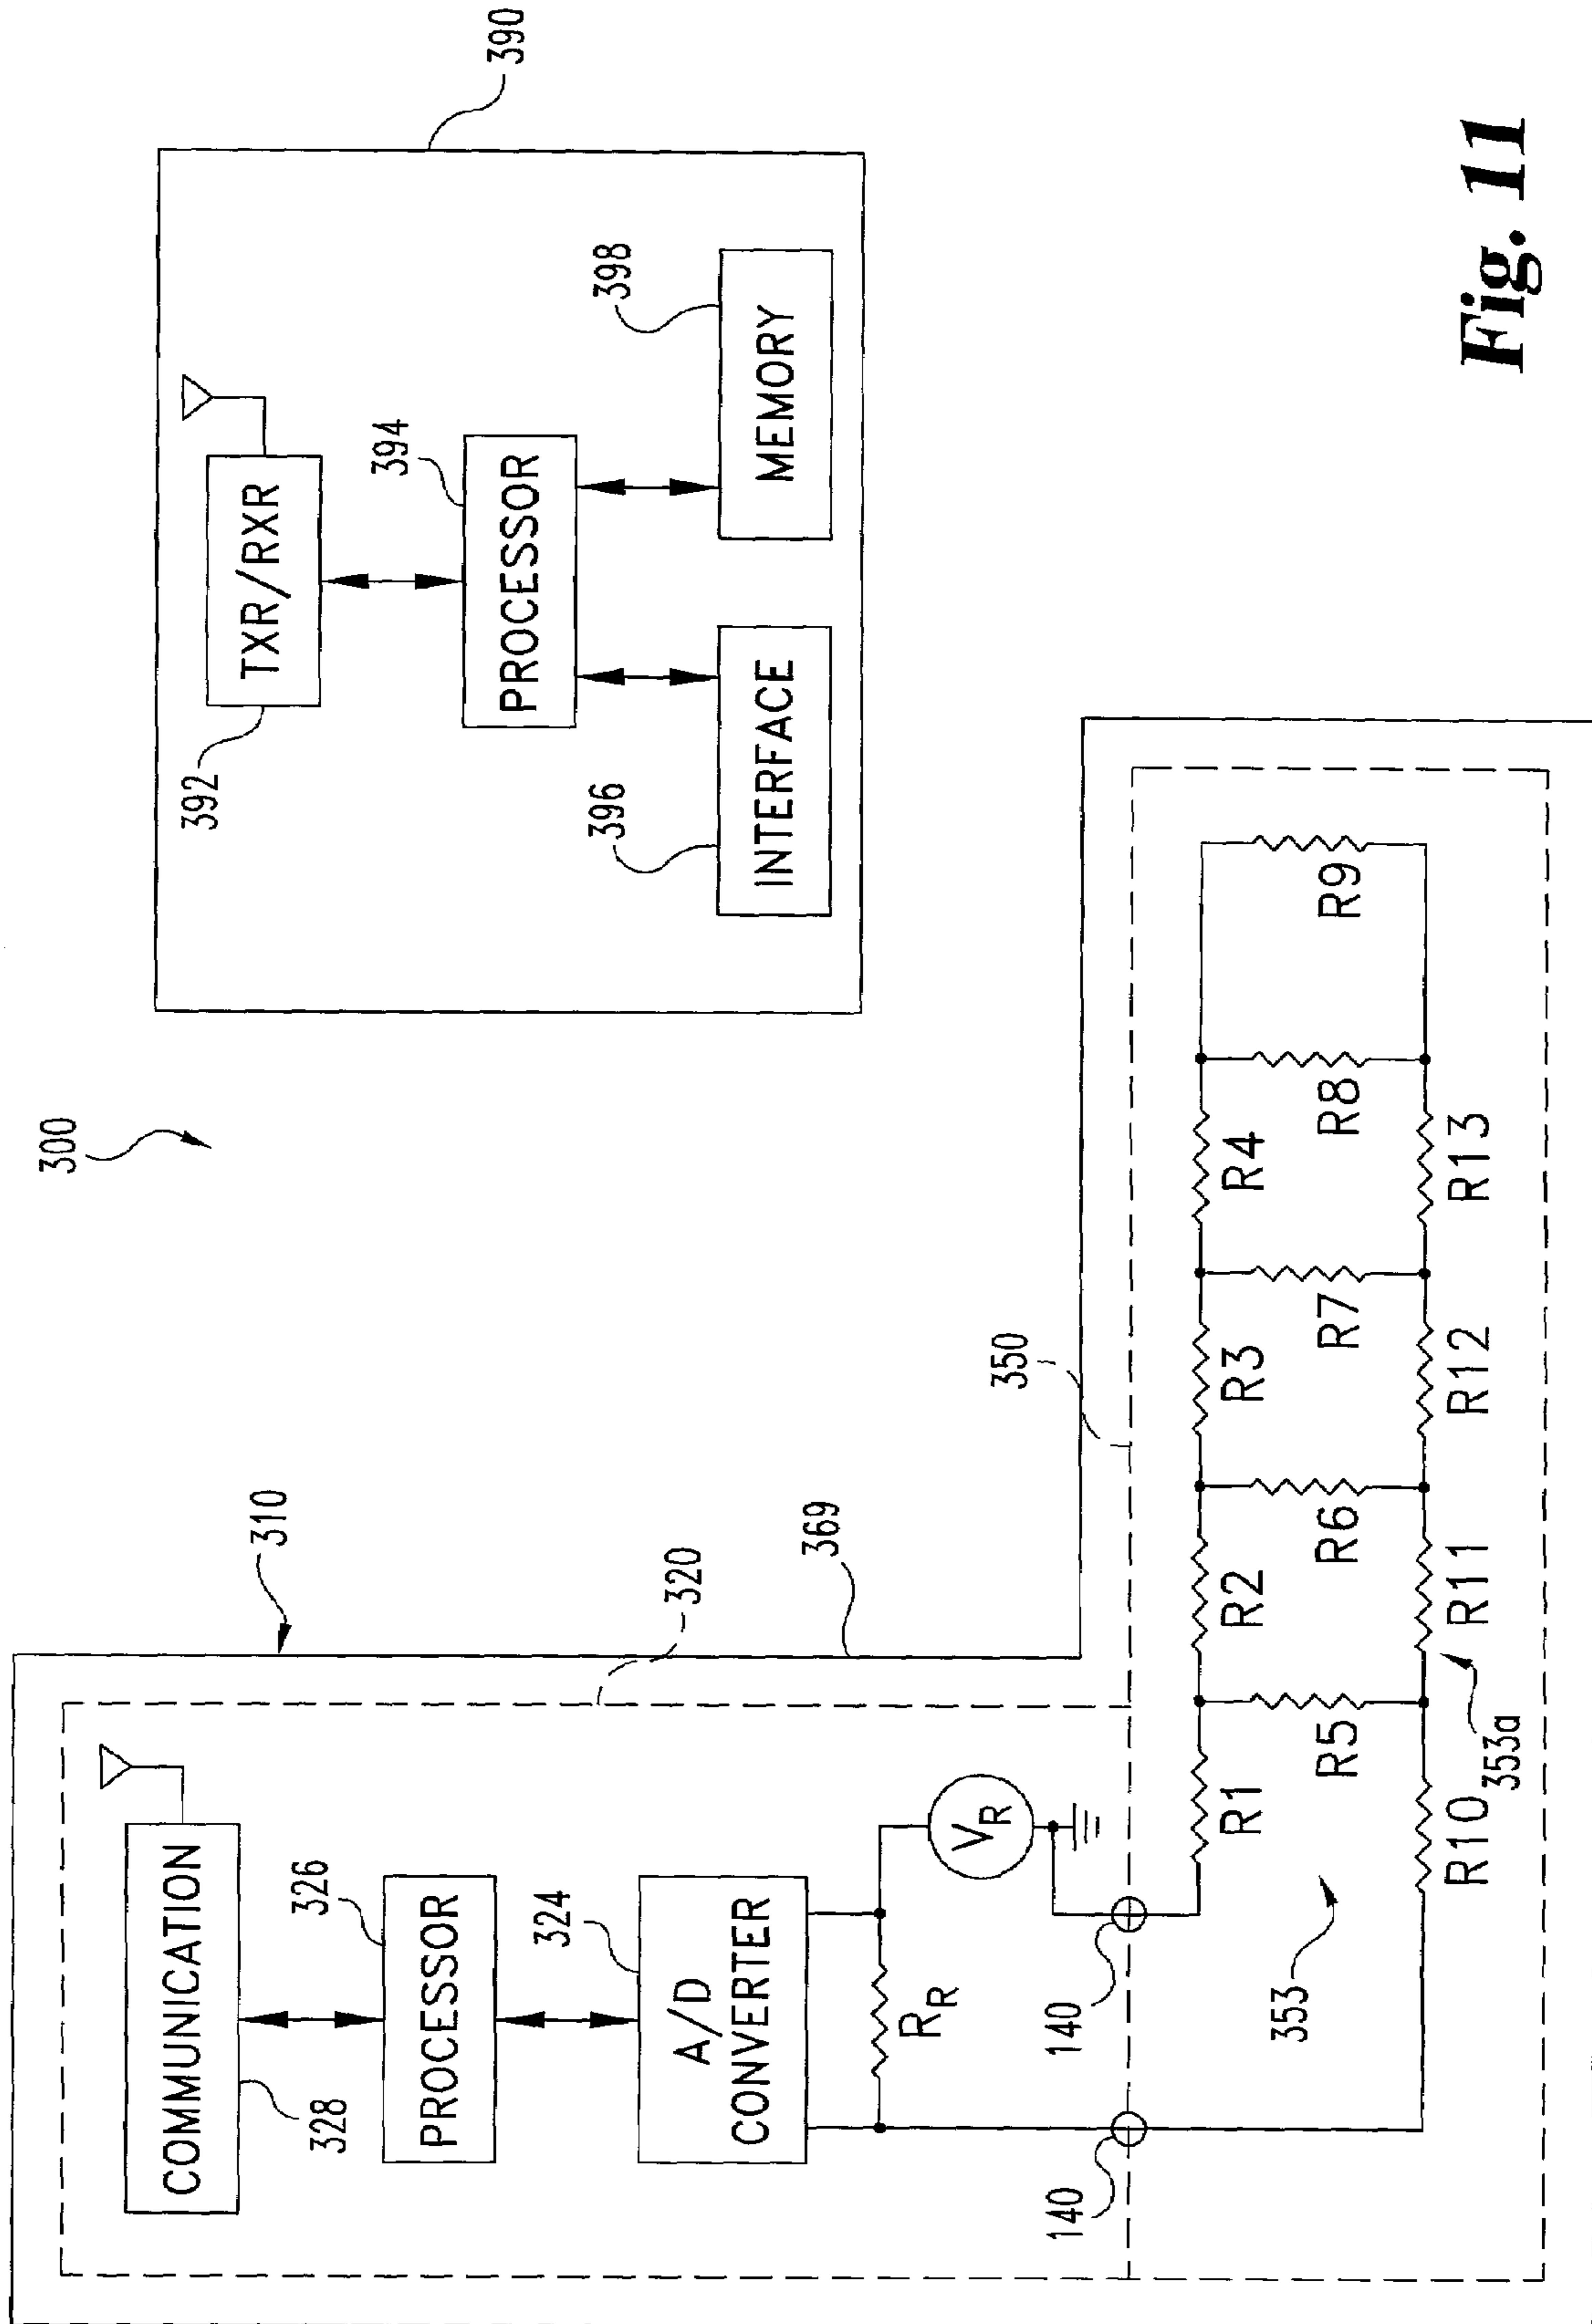 300
310
COMMUNICATION
328
PROCESSOR
326
A/D
CONVERTER
324
320
369
R_R
V_R
140
140
350
R1
R2
R3
R4
R5
R6
R7
R8
R9
R10
R11
R12
R13
353
353a
TXR/RXR
392
PROCESSOR
394
INTERFACE
396
MEMORY
398
390
Fig. 11